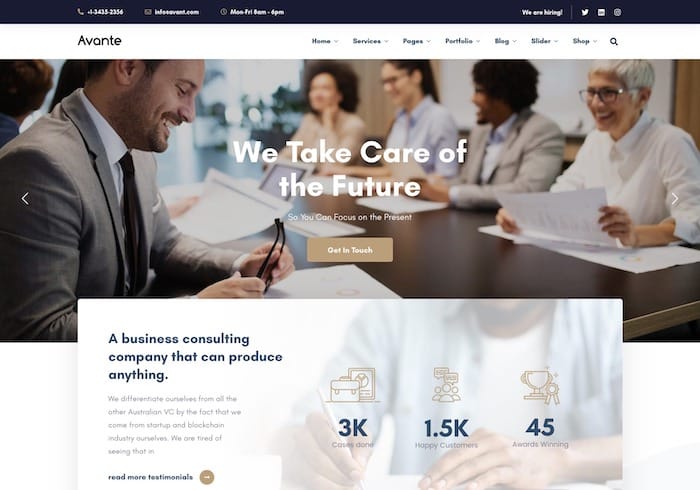 +1-3435-2356
info@avant.com
Mon-Fri 8am - 6pm
We are hiring!
Avante
Home
Services
Pages
Portfolio
Blog
Slider
Shop
We Take Care of
the Future
So You Can Focus on the Present
Get In Touch
A business consulting
company that can produce
anything.
We differentiate ourselves from all the
other Australian VC by the fact that we
come from startup and blockchain
industry ourselves. We are tired of
seeing that in
read more testimonials
3K
Cases done
1.5K
Happy Customers
45
Awards Winning